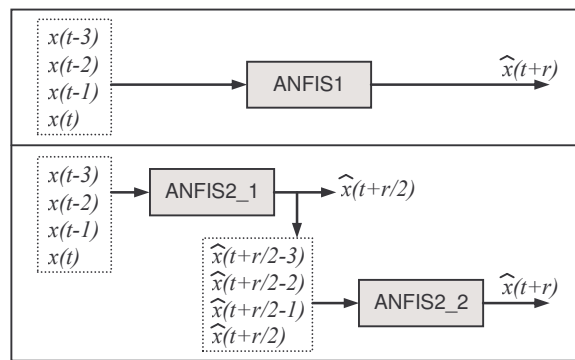 x(t-3)
x(t-2)
x(t-1)
x(t)
ANFIS1
x̂(t+r)
x(t-3)
x(t-2)
x(t-1)
x(t)
ANFIS2_1
x̂(t+r/2)
x̂(t+r/2-3)
x̂(t+r/2-2)
x̂(t+r/2-1)
x̂(t+r/2)
ANFIS2_2
x̂(t+r)